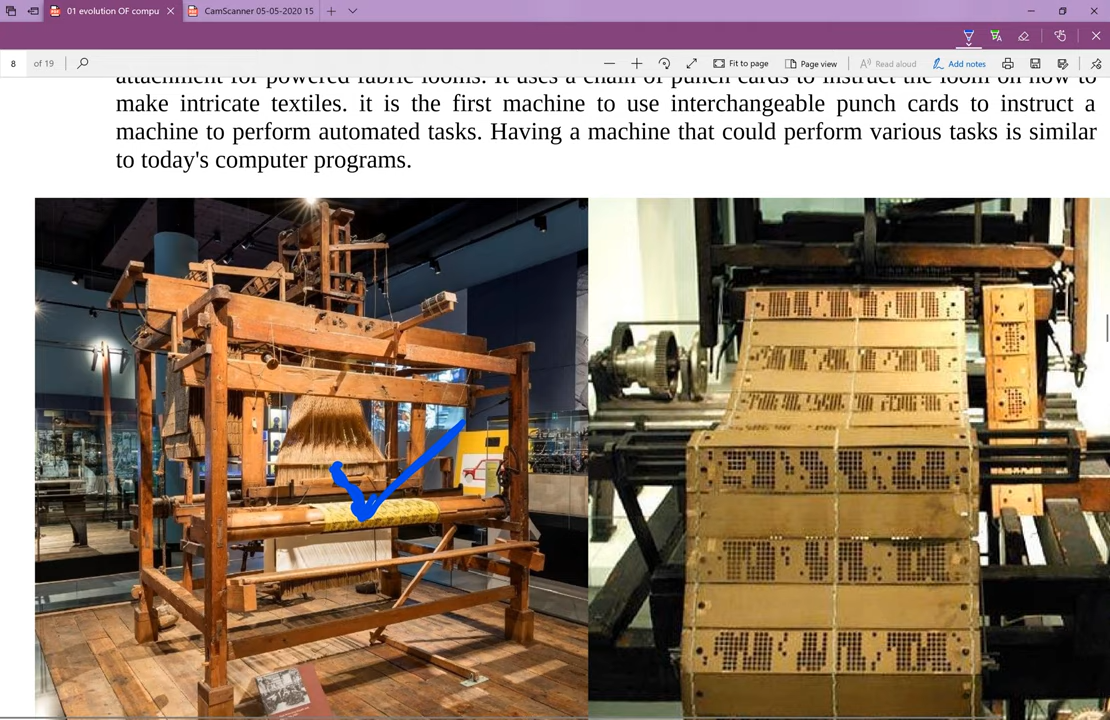 01 evolution OF compu
CamScanner 05-05-2020 15
8 of 19
Fit to page
Page view
Read aloud
Add notes
attachment for powered fabric looms. It uses a chain of punch cards to instruct the loom on how to
make intricate textiles. it is the first machine to use interchangeable punch cards to instruct a
machine to perform automated tasks. Having a machine that could perform various tasks is similar
to today's computer programs.